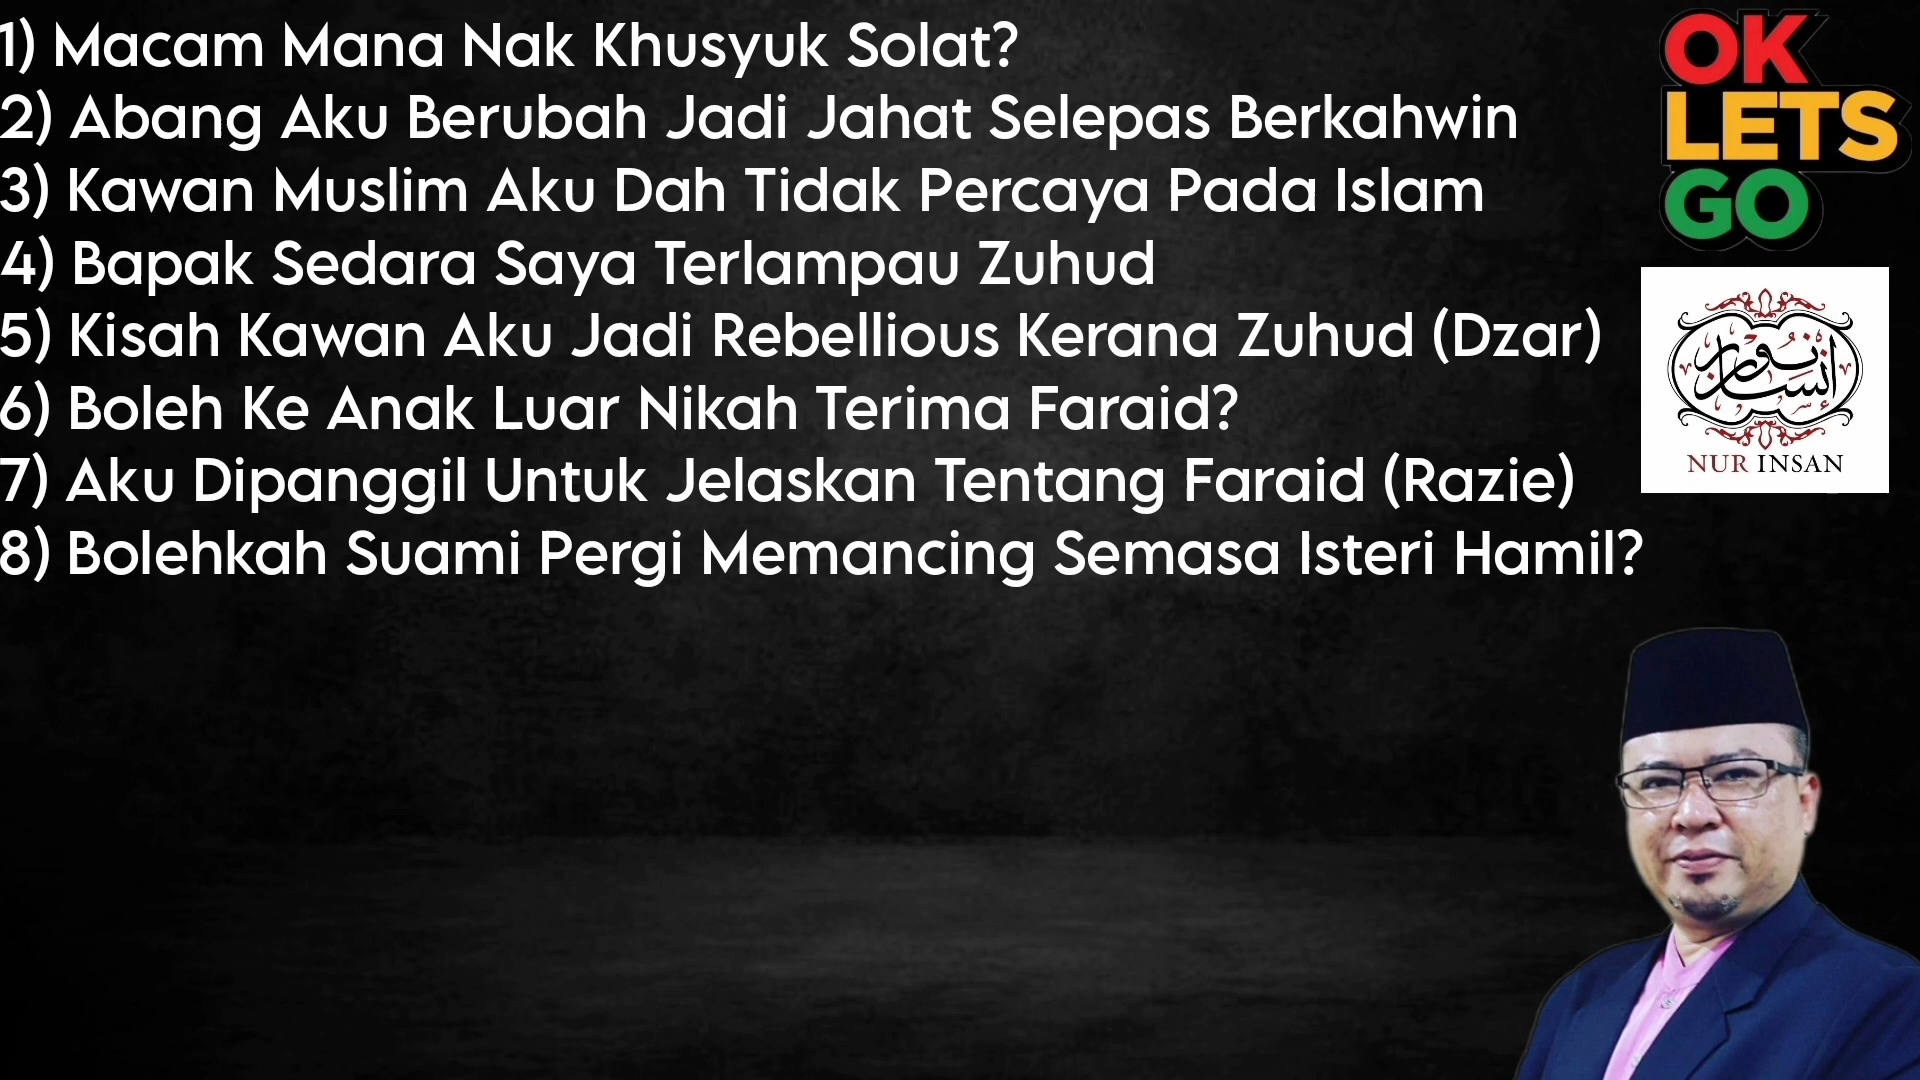 1) Macam Mana Nak Khusyuk Solat?
2) Abang Aku Berubah Jadi Jahat Selepas Berkahwin
3) Kawan Muslim Aku Dah Tidak Percaya Pada Islam
4) Bapak Sedara Saya Terlampau Zuhud
5) Kisah Kawan Aku Jadi Rebellious Kerana Zuhud (Dzar)
6) Boleh Ke Anak Luar Nikah Terima Faraid?
7) Aku Dipanggil Untuk Jelaskan Tentang Faraid (Razie)
8) Bolehkah Suami Pergi Memancing Semasa Isteri Hamil?
OK
LETS
GO
نور
إنسان
NUR INSAN